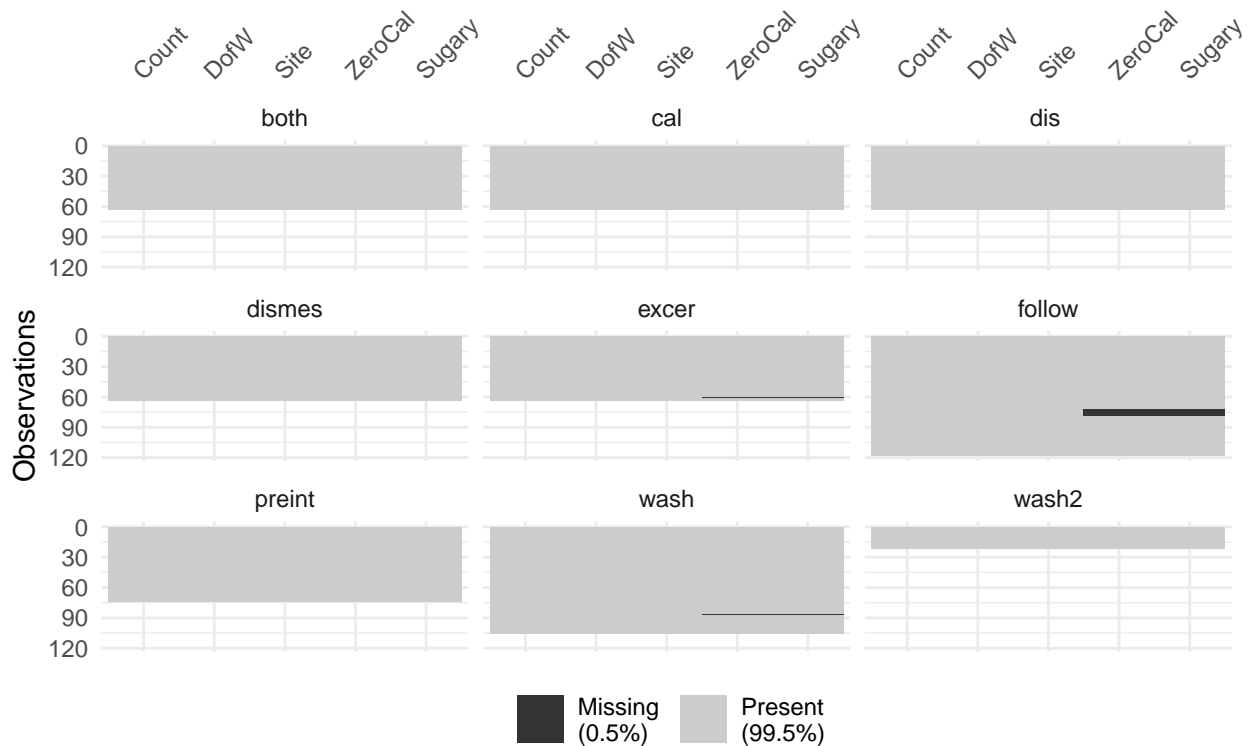 Count DofW Site ZeroCal Sugary Count DofW Site ZeroCal Sugary Count DofW Site ZeroCal Sugary
both cal dis
0
30
60
90
120
dismes excer follow
0
30
60
90
120
preint wash wash2
0
30
60
90
120
Observations
Missing Present
(0.5%) (99.5%)